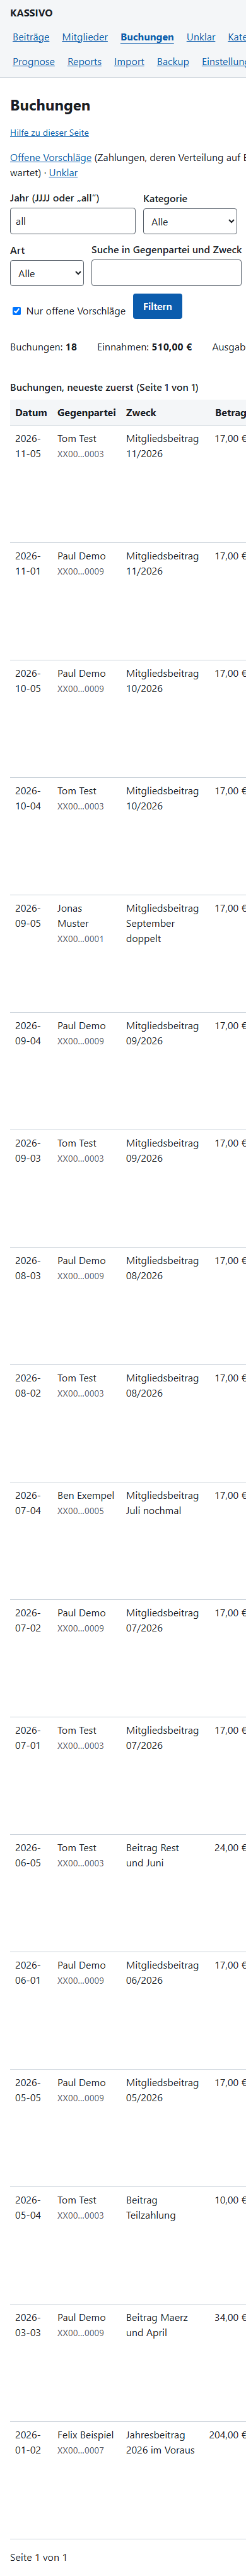 KASSIVO
Beiträge Mitglieder Buchungen Unklar Kate
Prognose Reports Import Backup Einstellun
Buchungen
Hilfe zu dieser Seite
Offene Vorschläge (Zahlungen, deren Verteilung auf B
wartet) · Unklar
Jahr (JJJJ oder „all“) Kategorie
all Alle
Art Suche in Gegenpartei und Zweck
Alle
Nur offene Vorschläge Filtern
Buchungen: 18 Einnahmen: 510,00 € Ausgab
Buchungen, neueste zuerst (Seite 1 von 1)
Datum Gegenpartei Zweck Betrag
2026- Tom Test Mitgliedsbeitrag 17,00 €
11-05 XX00...0003 11/2026
2026- Paul Demo Mitgliedsbeitrag 17,00 €
11-01 XX00...0009 11/2026
2026- Paul Demo Mitgliedsbeitrag 17,00 €
10-05 XX00...0009 10/2026
2026- Tom Test Mitgliedsbeitrag 17,00 €
10-04 XX00...0003 10/2026
2026- Jonas Mitgliedsbeitrag 17,00 €
09-05 Muster September
XX00...0001 doppelt
2026- Paul Demo Mitgliedsbeitrag 17,00 €
09-04 XX00...0009 09/2026
2026- Tom Test Mitgliedsbeitrag 17,00 €
09-03 XX00...0003 09/2026
2026- Paul Demo Mitgliedsbeitrag 17,00 €
08-03 XX00...0009 08/2026
2026- Tom Test Mitgliedsbeitrag 17,00 €
08-02 XX00...0003 08/2026
2026- Ben Exempel Mitgliedsbeitrag 17,00 €
07-04 XX00...0005 Juli nochmal
2026- Paul Demo Mitgliedsbeitrag 17,00 €
07-02 XX00...0009 07/2026
2026- Tom Test Mitgliedsbeitrag 17,00 €
07-01 XX00...0003 07/2026
2026- Tom Test Beitrag Rest 24,00 €
06-05 XX00...0003 und Juni
2026- Paul Demo Mitgliedsbeitrag 17,00 €
06-01 XX00...0009 06/2026
2026- Paul Demo Mitgliedsbeitrag 17,00 €
05-05 XX00...0009 05/2026
2026- Tom Test Beitrag 10,00 €
05-04 XX00...0003 Teilzahlung
2026- Paul Demo Beitrag Maerz 34,00 €
03-03 XX00...0009 und April
2026- Felix Beispiel Jahresbeitrag 204,00 €
01-02 XX00...0007 2026 im Voraus
Seite 1 von 1